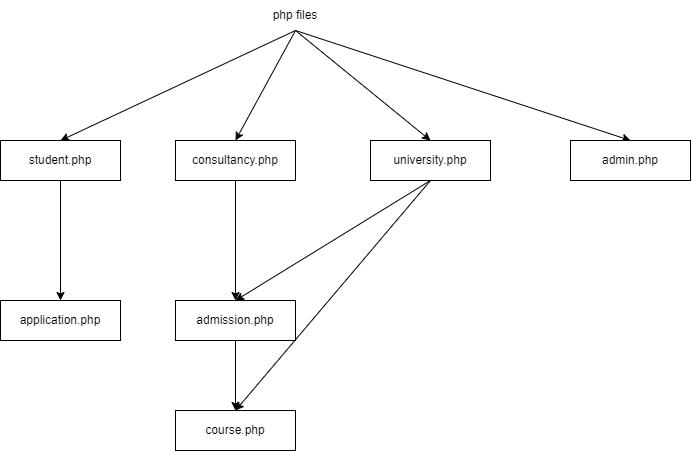 php files
student.php
consultancy.php
university.php
admin.php
application.php
admission.php
course.php